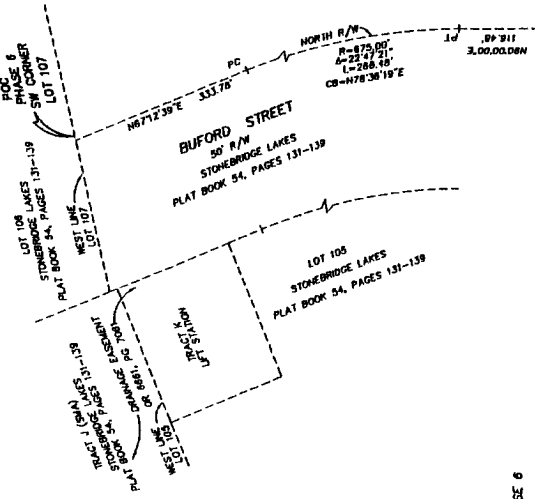 POC
PHASE 6
SW CORNER
LOT 107
N67°12'39"E 333.78'
PC
NORTH R/W
R=675.00'
Δ=22°47'21"
L=268.48'
CB=N78°36'19"E
PT
N90°00'00"E
118.48'
BUFORD STREET
50' R/W
STONEBRIDGE LAKES
PLAT BOOK 54, PAGES 131-139
LOT 108
STONEBRIDGE LAKES
PLAT BOOK 54, PAGES 131-139
WEST LINE
LOT 107
LOT 105
STONEBRIDGE LAKES
PLAT BOOK 54, PAGES 131-139
TRACT K
LIFT STATION
DRAINAGE EASEMENT
OR 6661, PG 7081
TRACT J (SMA)
STONEBRIDGE LAKES
PLAT BOOK 54, PAGES 131-139
WEST LINE
LOT 105
SE 6